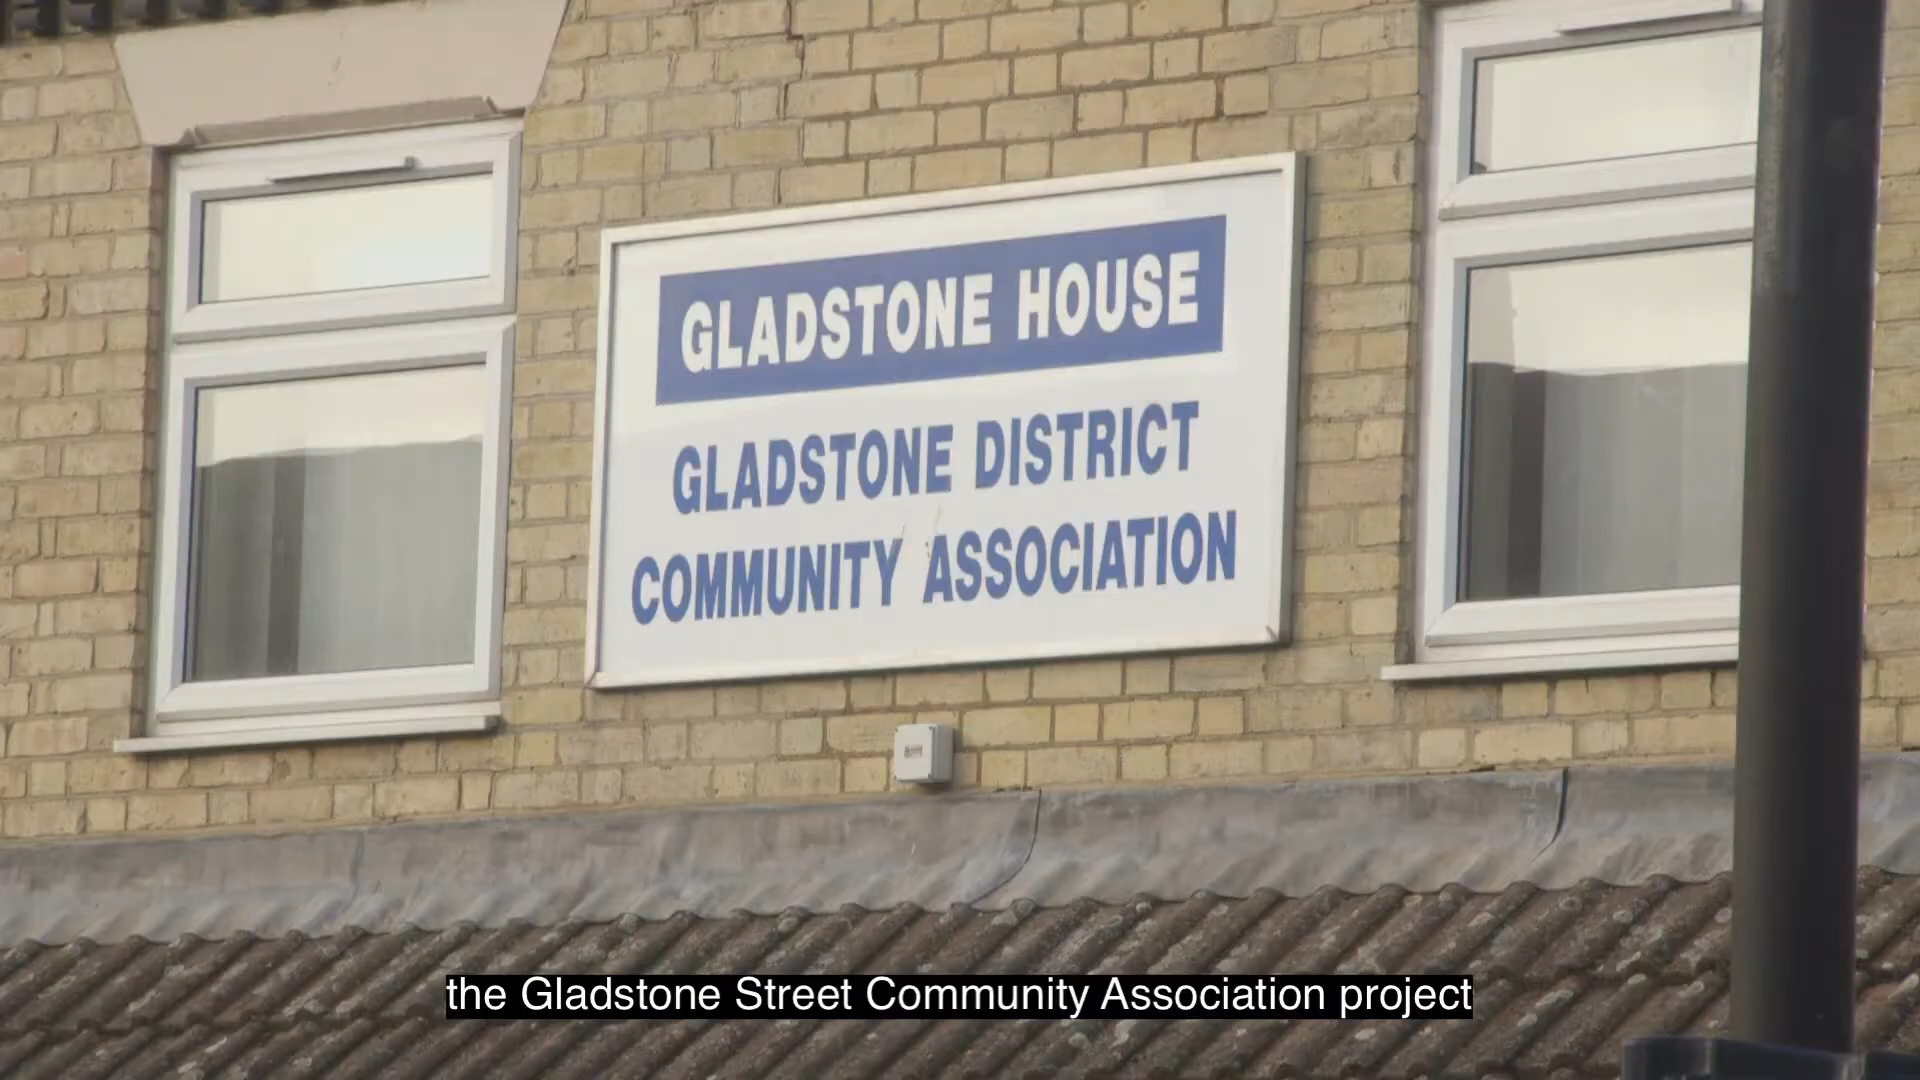 GLADSTONE HOUSE
GLADSTONE DISTRICT
COMMUNITY ASSOCIATION
the Gladstone Street Community Association project